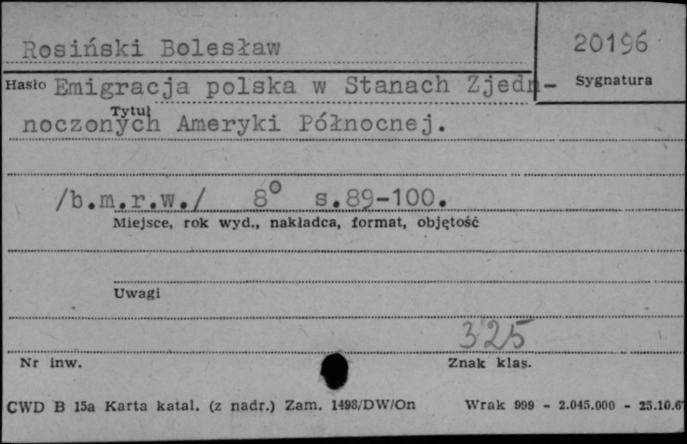 Rosiński Bolesław
20196
Hasło
Sygnatura
Emigracja polska w Stanach Zjedn-
Tytuł
noczonych Ameryki Północnej.
/b.m.r.w./ 8° s.89-100.
Miejsce, rok wyd., nakładca, format, objętość
Uwagi
325
Nr inw.
Znak klas.
CWD B 15a Karta katal. (z nadr.) Zam. 1498/DW/On
Wrak 999 - 2.045.000 - 25.10.6